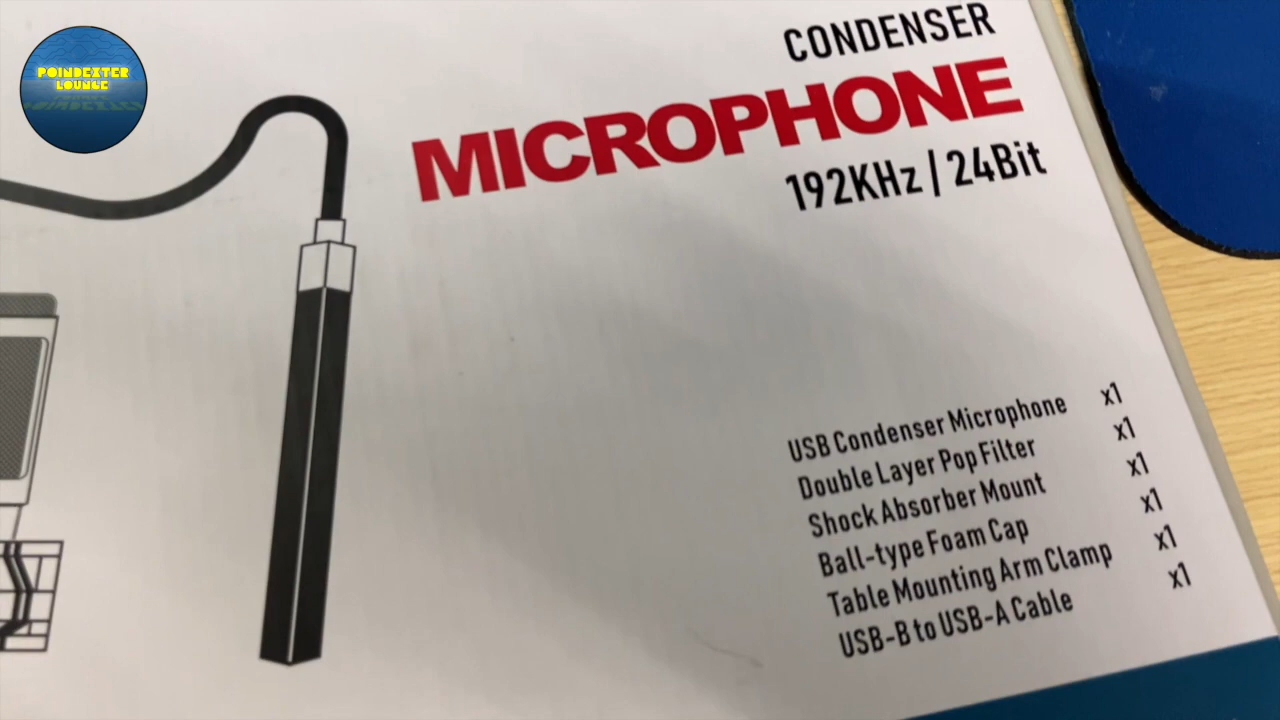 POINDEXTER
LOUNGE
CONDENSER
MICROPHONE
192KHz | 24Bit
USB Condenser Microphone x1
Double Layer Pop Filter x1
Shock Absorber Mount x1
Ball-type Foam Cap x1
Table Mounting Arm Clamp x1
USB-B to USB-A Cable x1